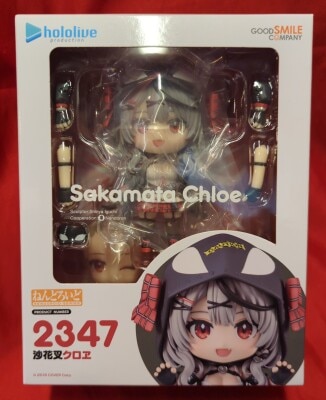 hololive
production
GOOD SMILE
COMPANY
Sakamata Chloe
ねんどろいど
PRODUCT NUMBER
2347
沙花叉クロヱ